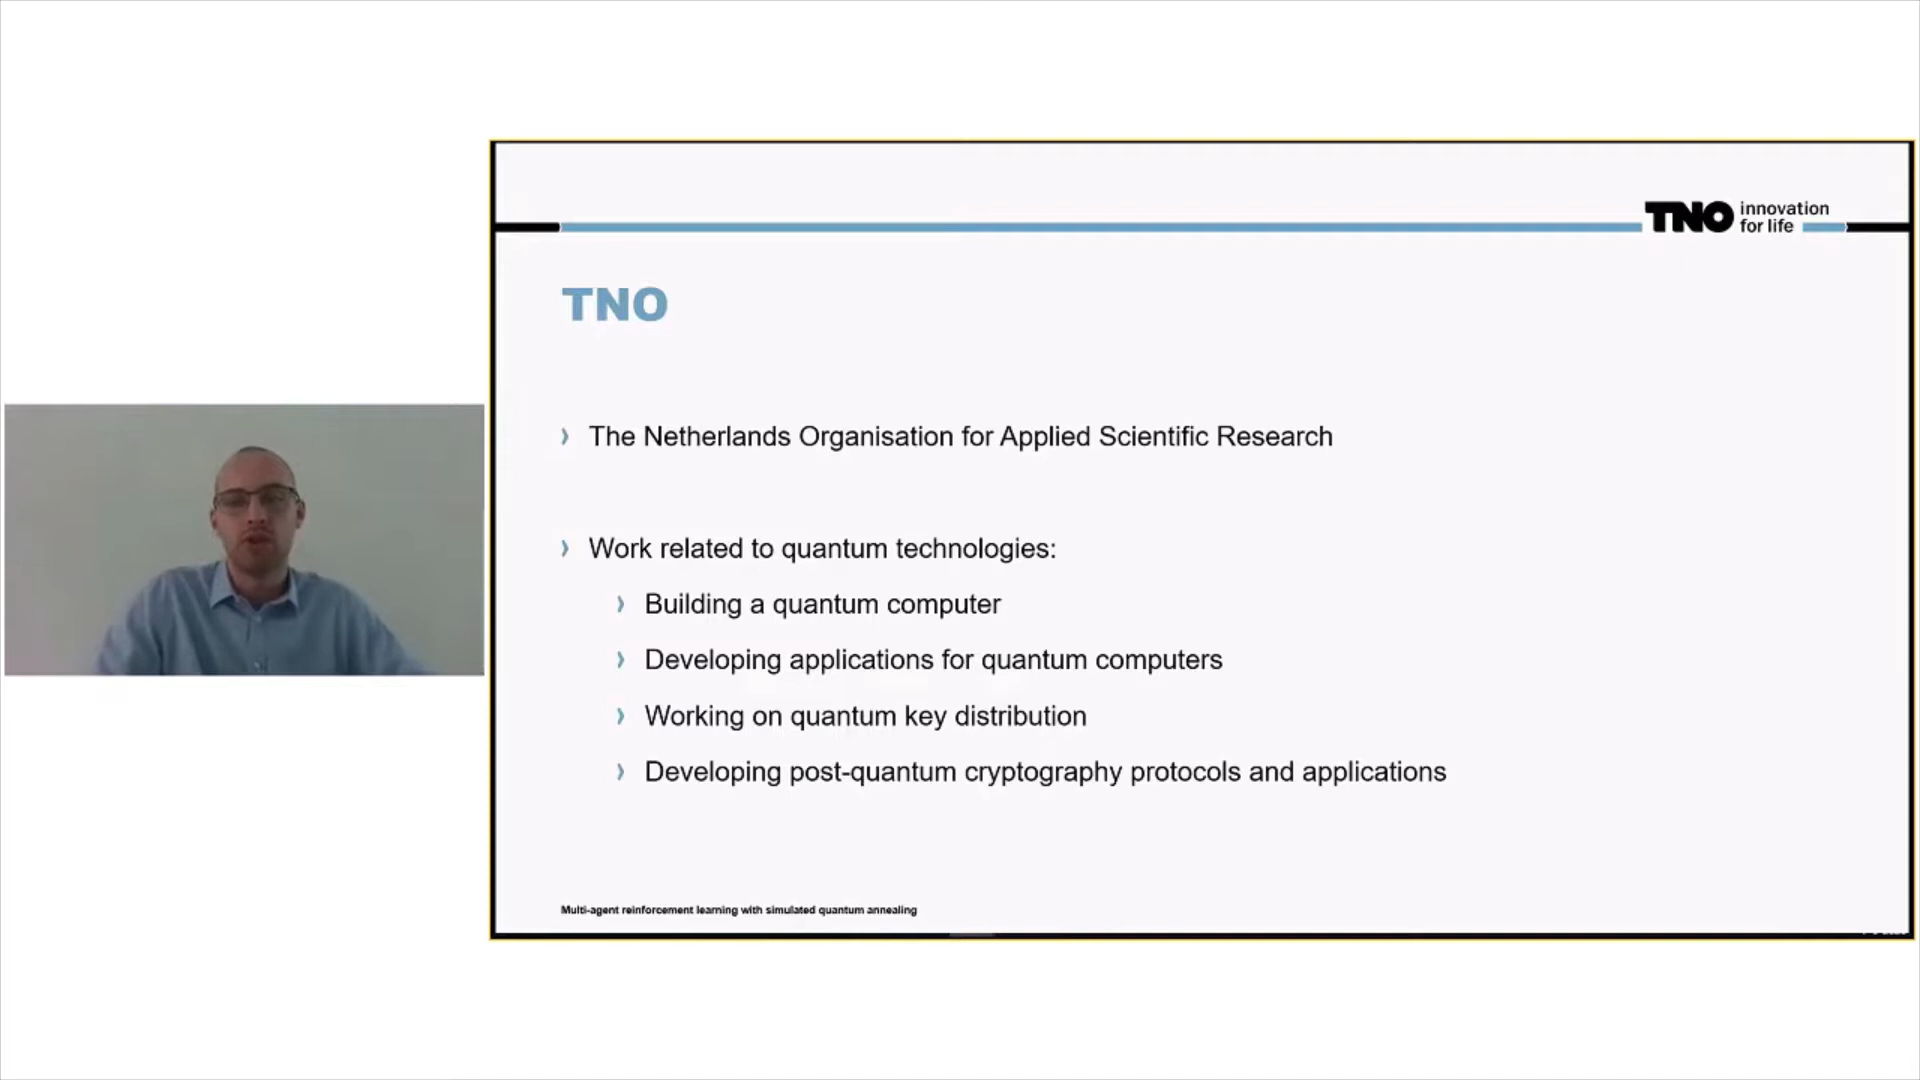 TNO innovation
for life
TNO
The Netherlands Organisation for Applied Scientific Research
Work related to quantum technologies:
Building a quantum computer
Developing applications for quantum computers
Working on quantum key distribution
Developing post-quantum cryptography protocols and applications
Multi-agent reinforcement learning with simulated quantum annealing